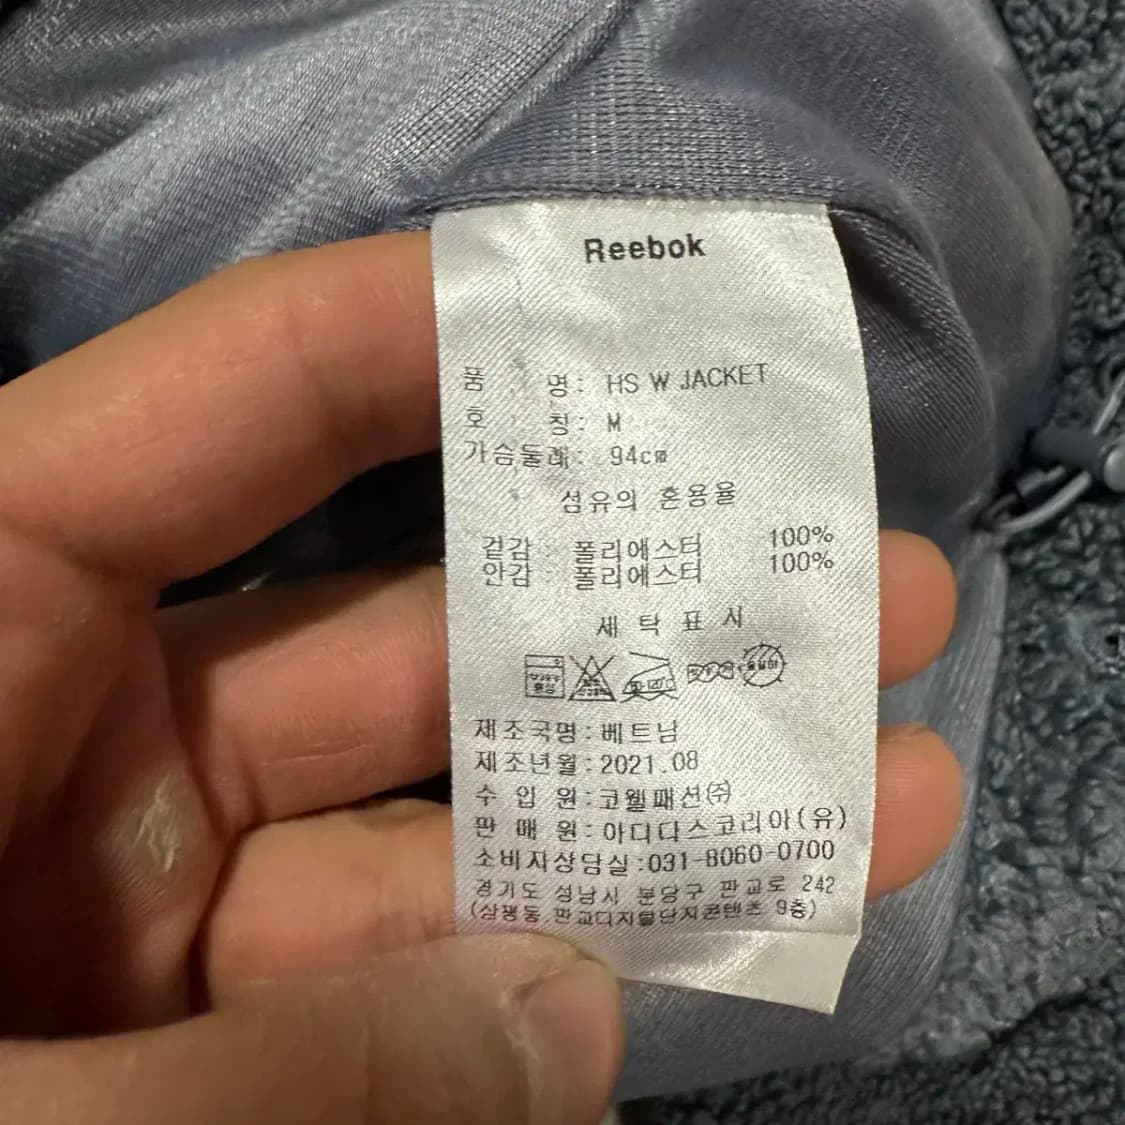 Reebok
품 명: HS W JACKET
호 칭: M
가슴둘레: 94cm
섬유의 혼용율
겉감: 폴리에스터 100%
안감: 폴리에스터 100%
세탁표시
제조국명: 베트남
제조년월: 2021.08
수 입 원: 코웰패션㈜
판 매 원: 아디다스코리아(유)
소비자상담실:031-8060-0700
경기도 성남시 분당구 판교로 242
(삼평동,판교디지털단지콘텐츠 9층)